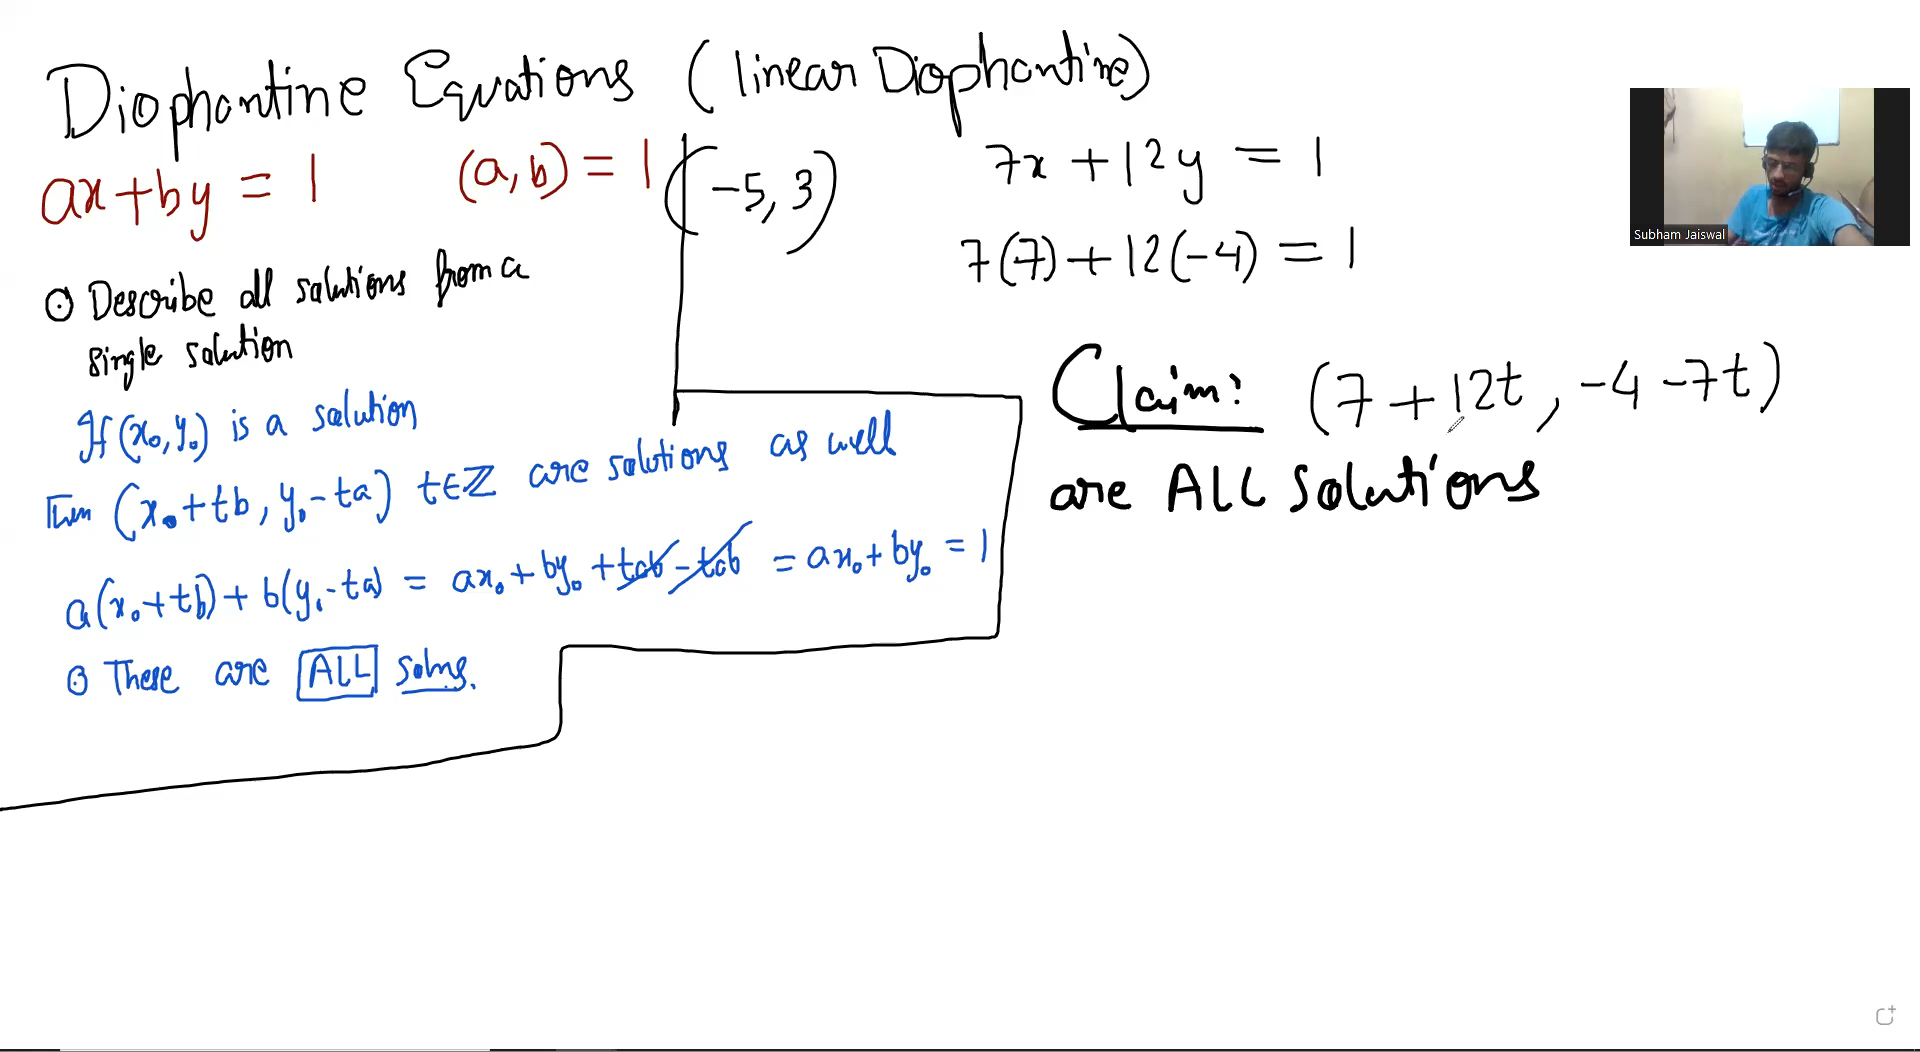 Diophantine Equations (linear Diophantine)
ax+by = 1 (a,b) = 1
(-5, 3)
⊙ Describe all solutions from a
single solution
If (x₀,y₀) is a solution
Then (x₀+tb, y₀-ta) t∈ℤ are solutions as well
a(x₀+tb)+b(y₀-ta) = ax₀+by₀+tab-tab = ax₀+by₀ = 1
⊙ These are ALL solns.
7x+12y = 1
7(7)+12(-4) = 1
Claim: (7+12t, -4-7t)
are ALL Solutions
Subham Jaiswal